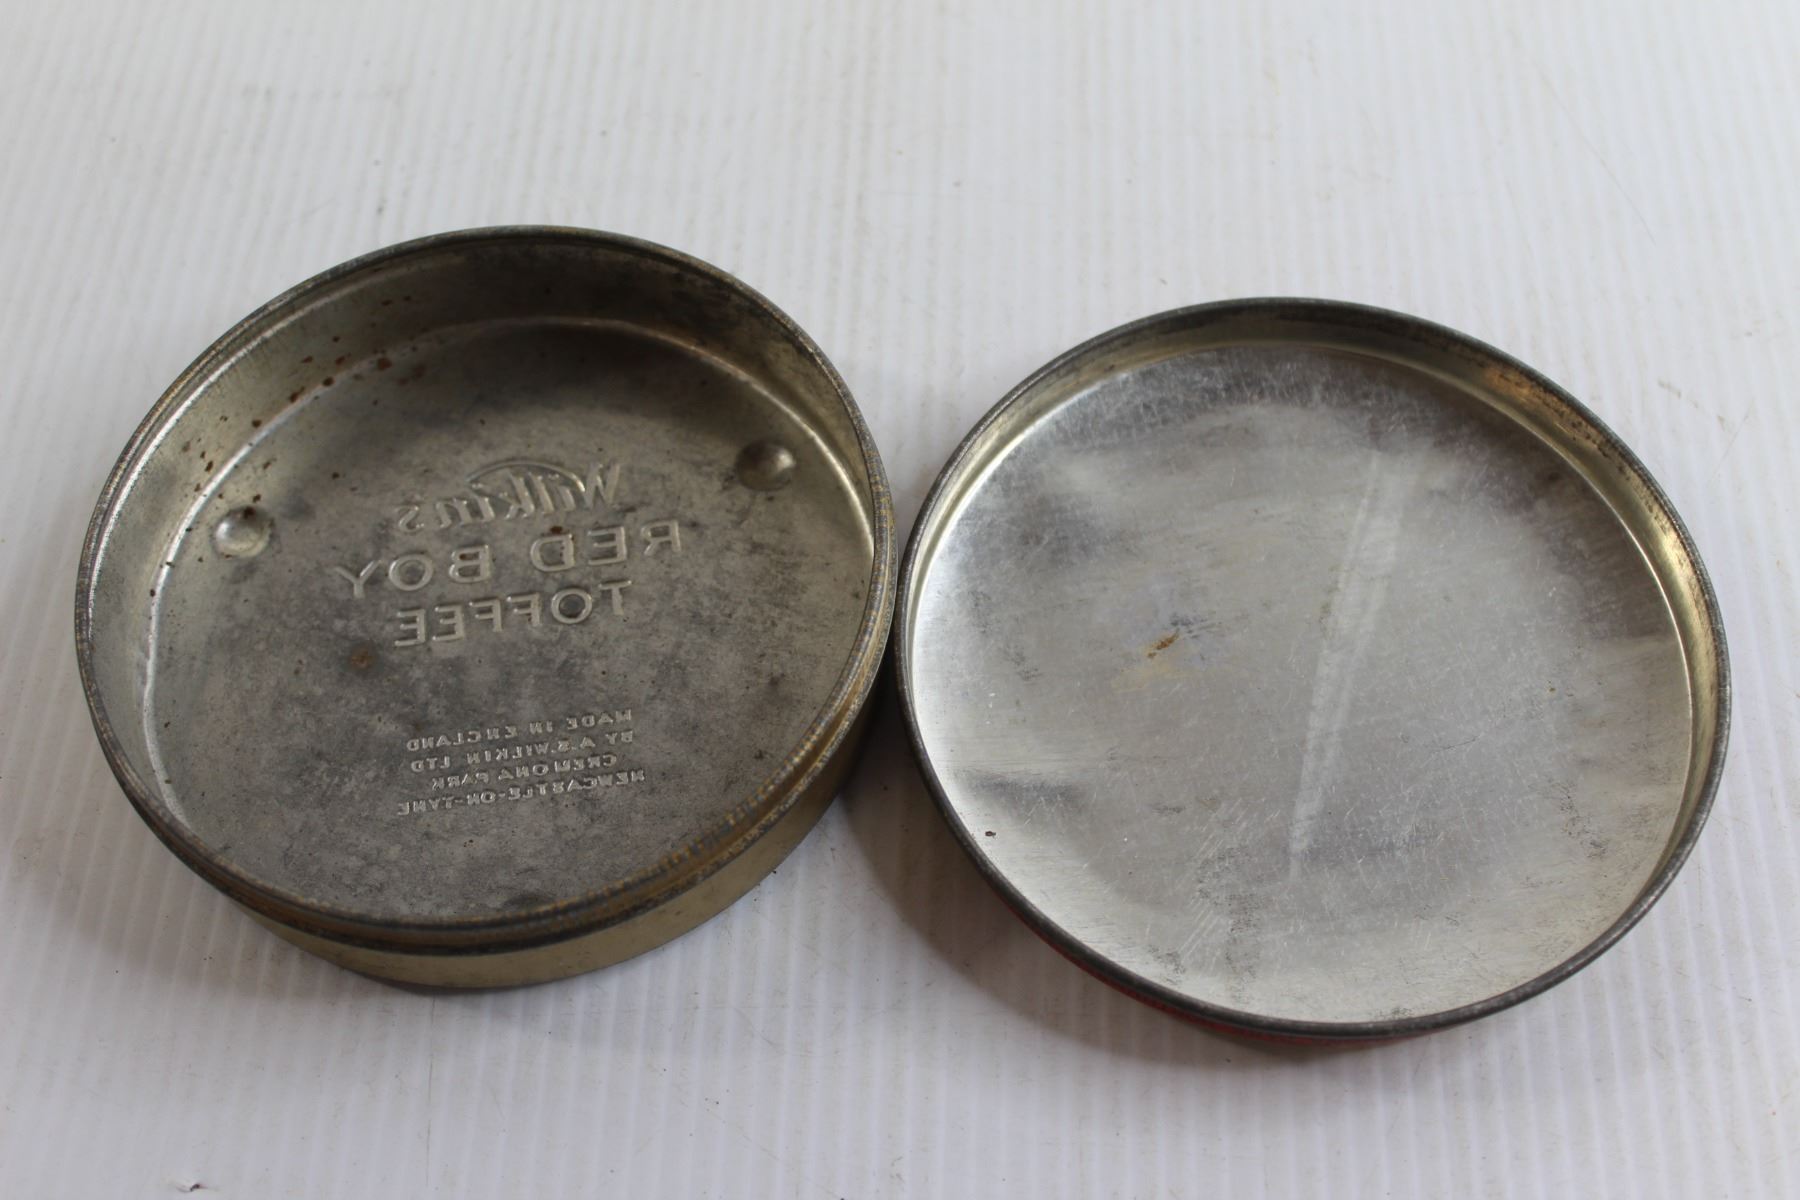 Wilkin's
RED BOY
TOFFEE
MADE IN ENGLAND
BY A.S. WILKIN LTD
CREMONA PARK
NEWCASTLE-ON-TYNE